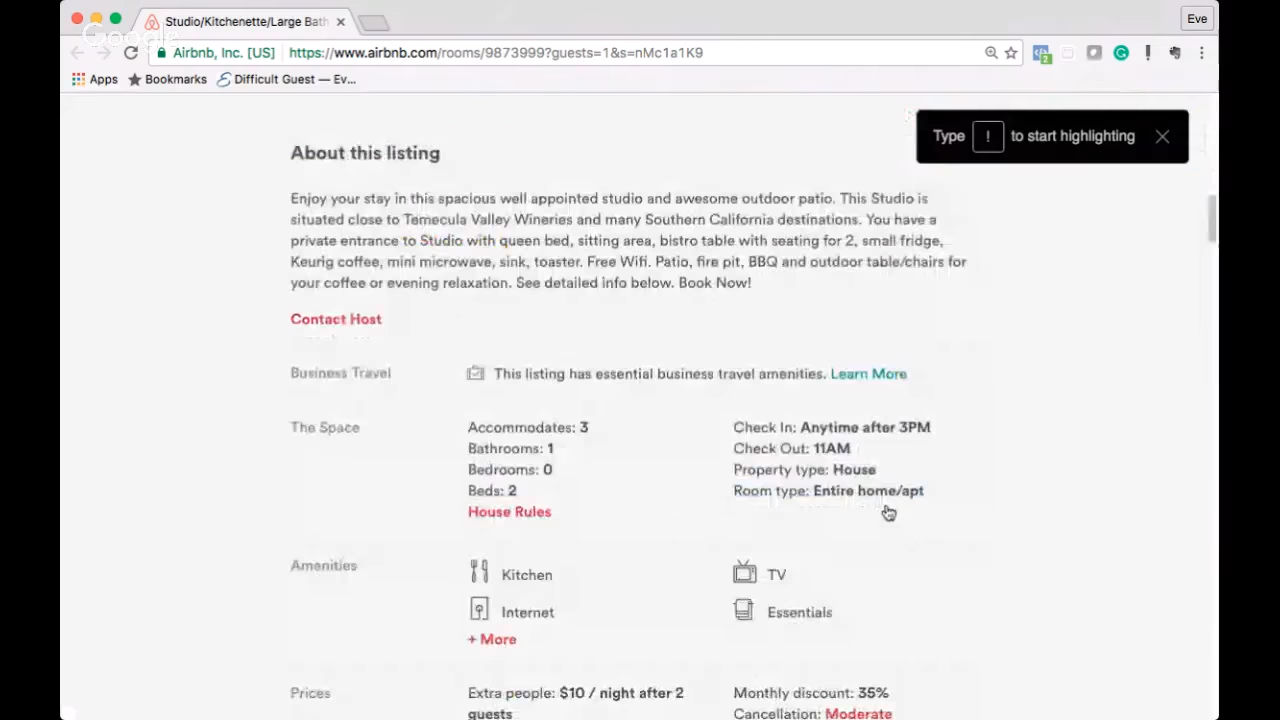 Studio/Kitchenette/Large Bath
Eve
Google
Airbnb, Inc. [US] https://www.airbnb.com/rooms/9873999?guests=1&s=nMc1a1K9
2
Apps Bookmarks Difficult Guest — Ev...
Type ! to start highlighting
About this listing
Enjoy your stay in this spacious well appointed studio and awesome outdoor patio. This Studio is
situated close to Temecula Valley Wineries and many Southern California destinations. You have a
private entrance to Studio with queen bed, sitting area, bistro table with seating for 2, small fridge,
Keurig coffee, mini microwave, sink, toaster. Free Wifi. Patio, fire pit, BBQ and outdoor table/chairs for
your coffee or evening relaxation. See detailed info below. Book Now!
Contact Host
Business Travel This listing has essential business travel amenities. Learn More
The Space Accommodates: 3 Check In: Anytime after 3PM
Bathrooms: 1 Check Out: 11AM
Bedrooms: 0 Property type: House
Beds: 2 Room type: Entire home/apt
House Rules
Amenities Kitchen TV
Internet Essentials
+ More
Prices Extra people: $10 / night after 2 Monthly discount: 35%
guests Cancellation: Moderate